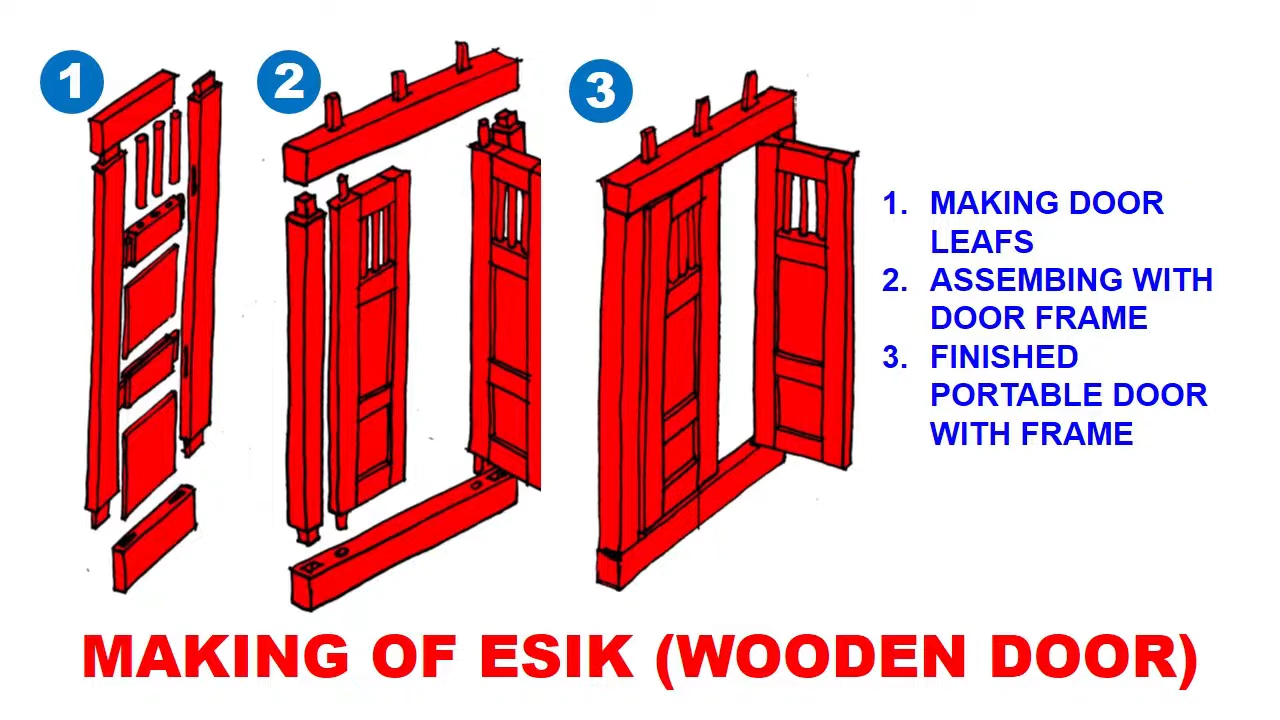 1
2
3
1. MAKING DOOR
LEAFS
2. ASSEMBING WITH
DOOR FRAME
3. FINISHED
PORTABLE DOOR
WITH FRAME
MAKING OF ESIK (WOODEN DOOR)